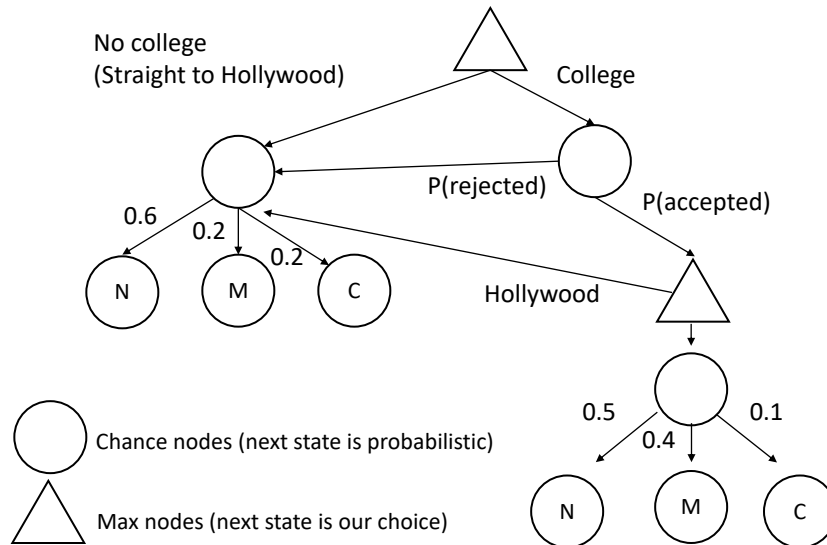 No college
(Straight to Hollywood)
College
P(rejected)
P(accepted)
0.6
0.2
0.2
N
M
C
Hollywood
0.5
0.4
0.1
N
M
C
Chance nodes (next state is probabilistic)
Max nodes (next state is our choice)